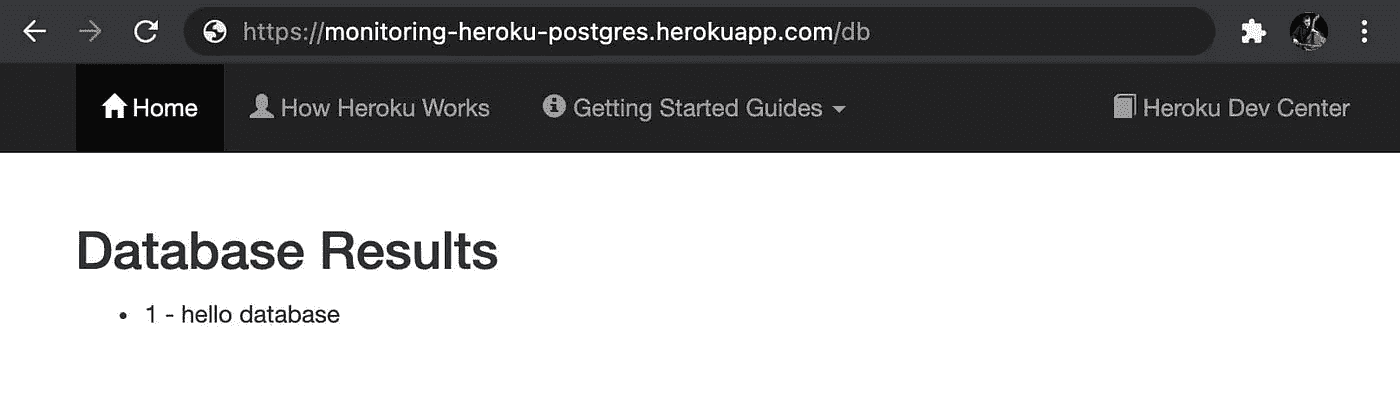 https://monitoring-heroku-postgres.herokuapp.com/db
Home How Heroku Works Getting Started Guides Heroku Dev Center
Database Results
• 1 - hello database